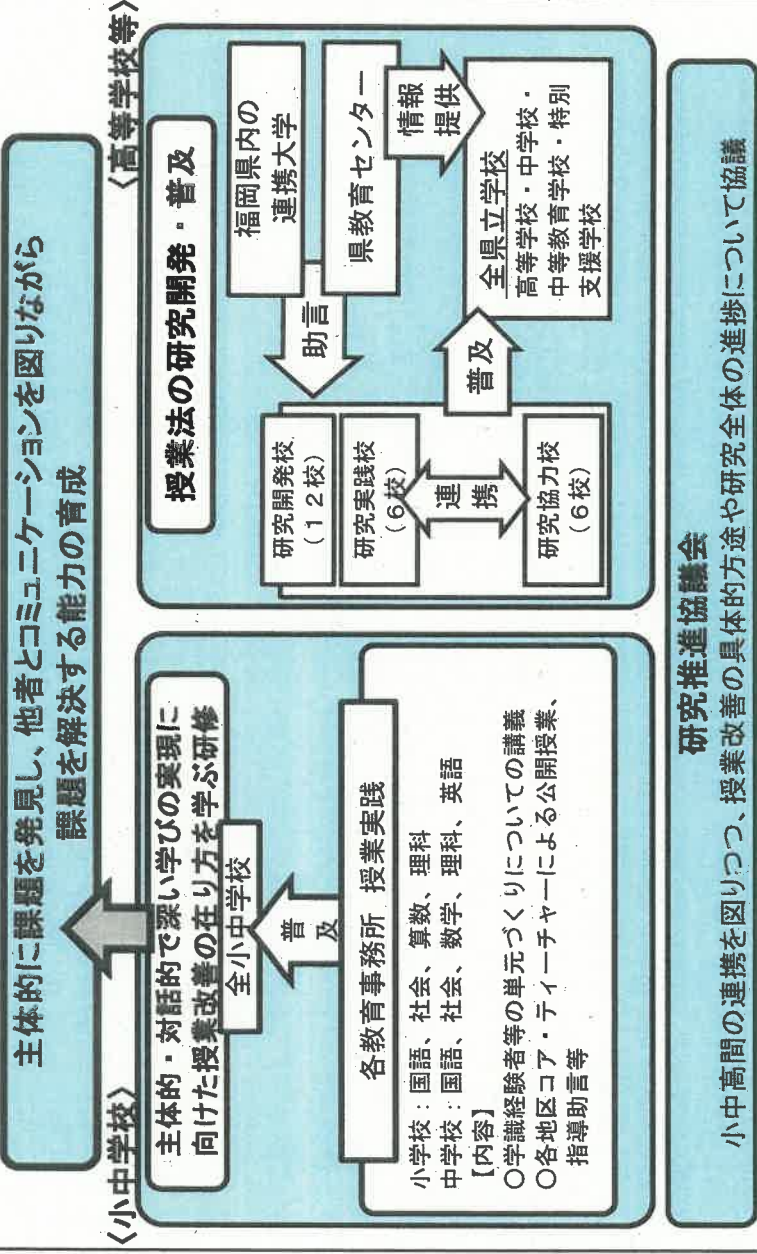 主体的に課題を発見し、他者とコミュニケーションを図りながら
課題を解決する能力の育成
〈小中学校〉
主体的・対話的で深い学びの実現に
向けた授業改善の在り方を学ぶ研修
全小中学校
普
及
各教育事務所 授業実践
小学校：国語、社会、算数、理科
中学校：国語、社会、数学、理科、英語
【内容】
○学識経験者等の単元づくりについての講義
○各地区コア・ティーチャーによる公開授業、
指導助言等
〈高等学校等〉
授業法の研究開発・普及
研究開発校
（１２校）
研究実践校
（６校）
連
携
研究協力校
（６校）
助言
福岡県内の
連携大学
県教育センター
情報
提供
普及
全県立学校
高等学校・中学校・
中等教育学校・特別
支援学校
研究推進協議会
小中高間の連携を図りつつ、授業改善の具体的方途や研究全体の進捗について協議